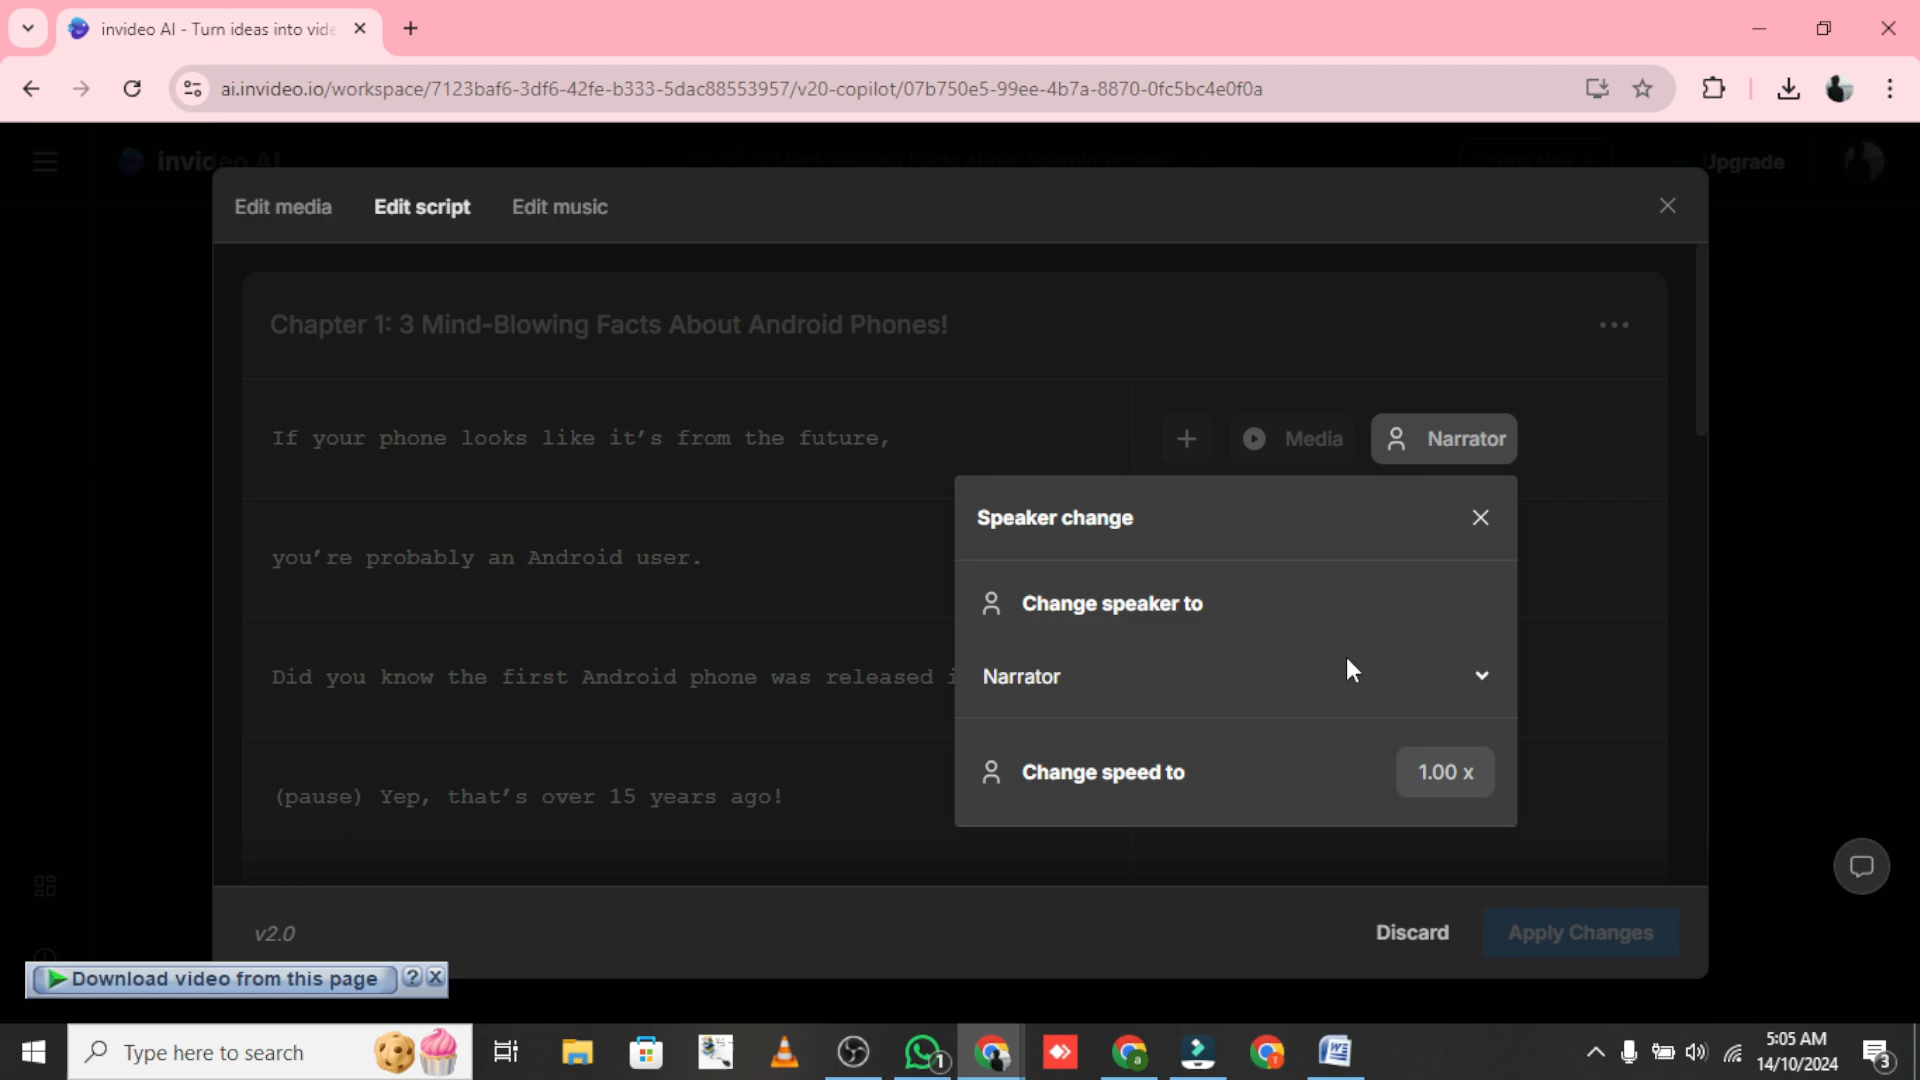 invideo AI - Turn ideas into vide
ai.invideo.io/workspace/7123baf6-3df6-42fe-b333-5dac88553957/v20-copilot/07b750e5-99ee-4b7a-8870-0fc5bc4e0f0a
invideo AI
Upgrade
Edit media
Edit script
Edit music
Chapter 1: 3 Mind-Blowing Facts About Android Phones!
If your phone looks like it's from the future,
Media
Narrator
Speaker change
you're probably an Android user.
Change speaker to
Did you know the first Android phone was released
Narrator
Change speed to
1.00 x
(pause) Yep, that's over 15 years ago!
v2.0
Discard
Apply Changes
Download video from this page
Type here to search
1
5:05 AM
14/10/2024
3